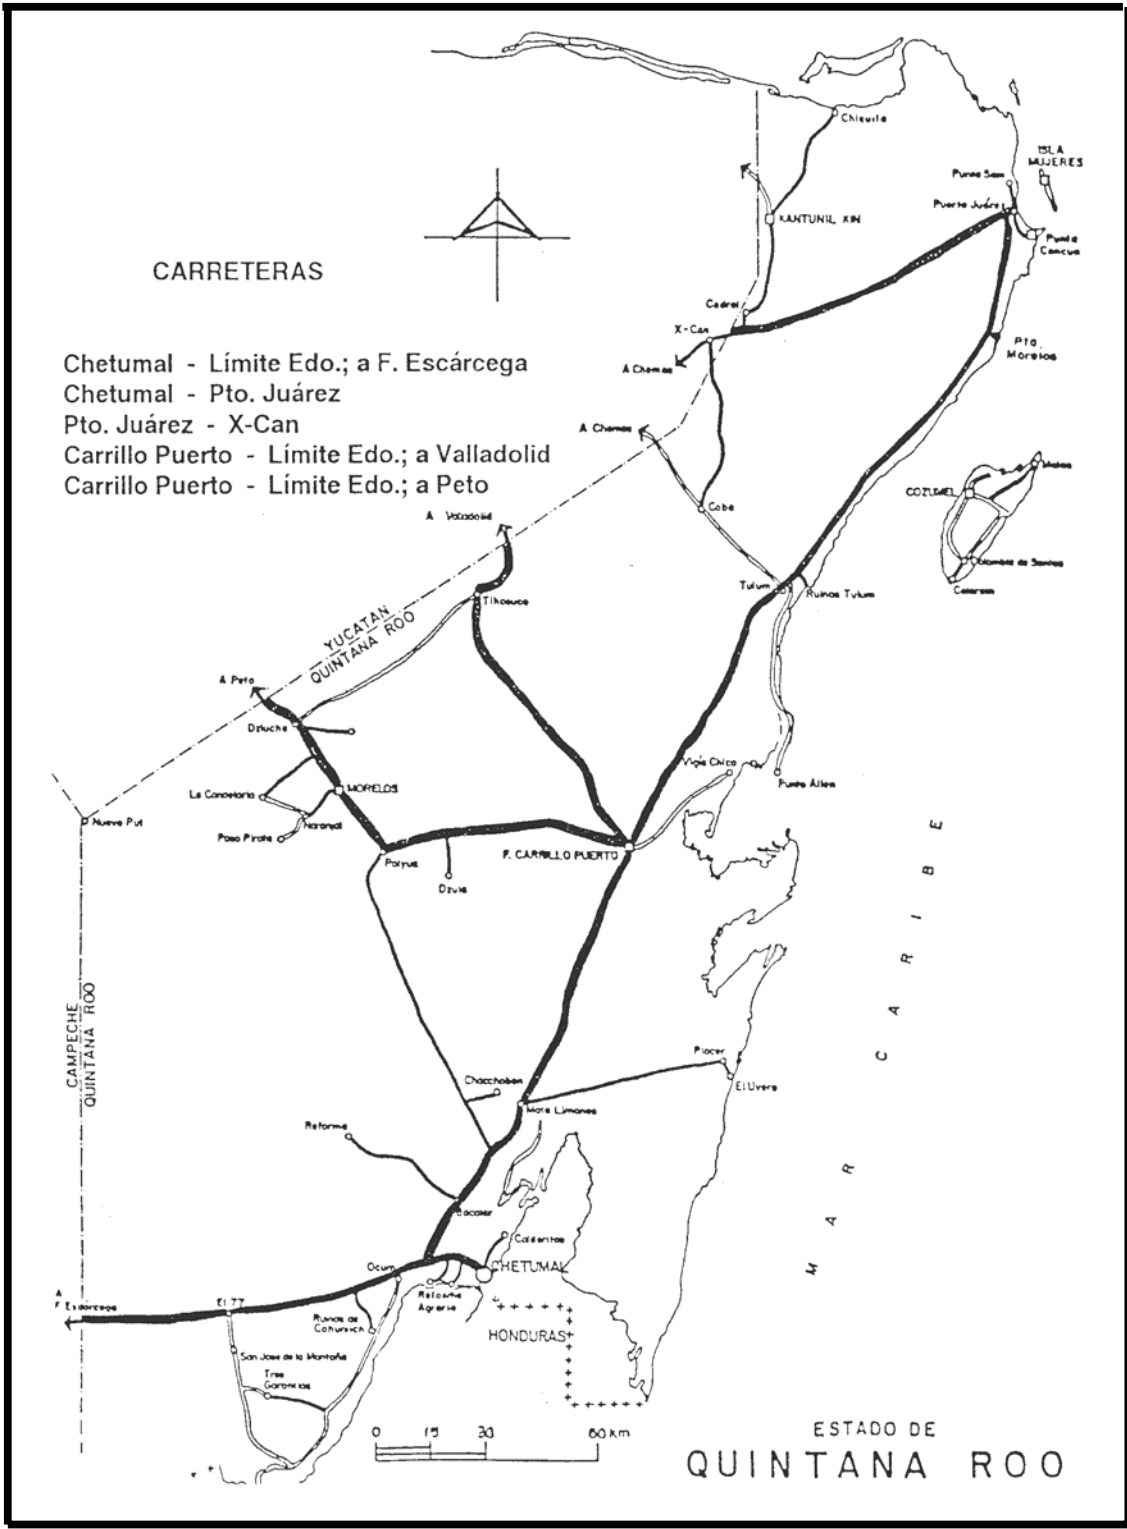 Chiquila
ISLA
MUJERES
Punta Sam
Puerto Juárez
KANTUNIL KIN
Punta
Cancun
CARRETERAS
Cedral
X-Can
Pto.
Morelos
A Chemax
Chetumal - Límite Edo.; a F. Escárcega
Chetumal - Pto. Juárez
Pto. Juárez - X-Can
Carrillo Puerto - Límite Edo.; a Valladolid
Carrillo Puerto - Límite Edo.; a Peto
A Chemax
COZUMEL
Coba
A Valladolid
Tulum
Ruinas Tulum
Celarain
Tihosuco
YUCATAN
QUINTANA ROO
A Peto
Dziuche
Vigía Chico
Punta Allen
La Candelaria
MORELOS
Naranjal
Nuevo Put
Paso Pirata
F. CARRILLO PUERTO
Polyuc
Dzula
MAR CARIBE
CAMPECHE
QUINTANA ROO
Placer
El Uvero
Chacchoben
Mata Limones
Reforma
Bacalar
Calderitas
CHETUMAL
Ocum
A
F. Escárcega
El 77
Reforma
Agraria
Ruinas de
Cohunich
HONDURAS
San Jose de la Montaña
Tres
Garantias
0 15 30 60 Km
ESTADO DE
QUINTANA ROO